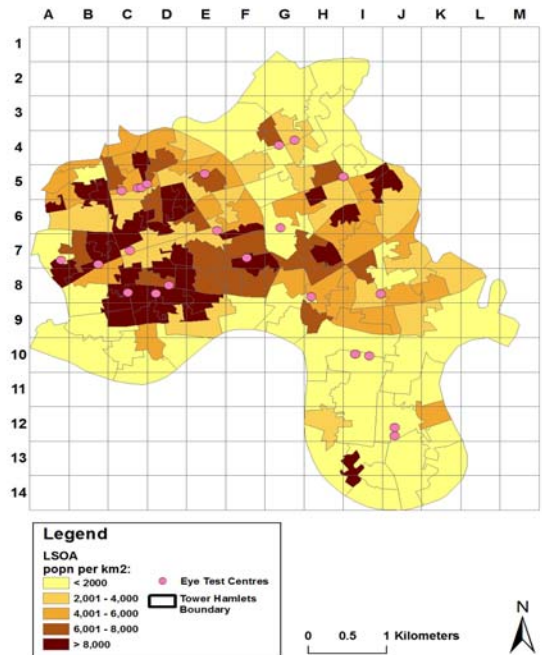 A B C D E F G H I J K L M
1
2
3
4
5
6
7
8
9
10
11
12
13
14
Legend
LSOA
popn per km2:
< 2000
2,001 - 4,000
4,001 - 6,000
6,001 - 8,000
> 8,000
Eye Test Centres
Tower Hamlets
Boundary
0 0.5 1 Kilometers
N